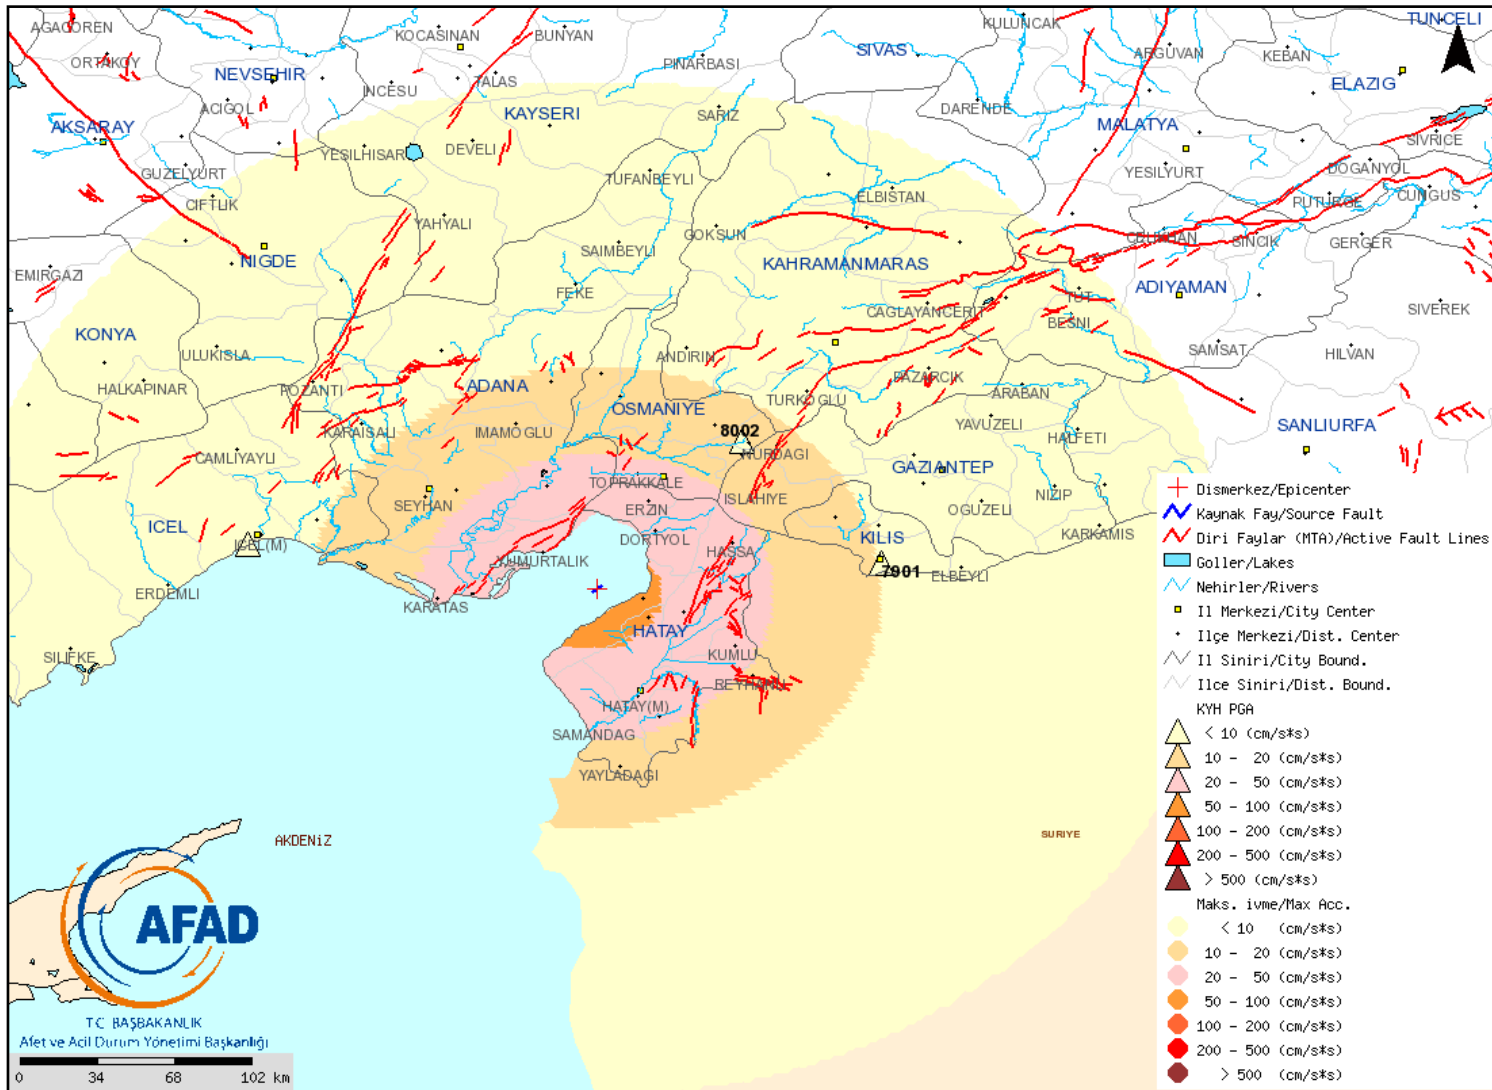 AGACOREN
KOCASINAN
BUNYAN
KULUNCAK
TUNCELI
ORTAKOY
NEVSEHIR
PINARBASI
SIVAS
ARGUVAN
KEBAN
INCESU
TALAS
ELAZIG
ACIGOL
KAYSERI
SARIZ
DARENDE
MALATYA
AKSARAY
YESILHISAR
DEVELI
SIVRICE
GUZELYURT
TUFANBEYLI
YESILYURT
DOGANYOL
CIFTLIK
ELBISTAN
PUTURGE
CUNGUS
YAHYALI
GOKSUN
CELIKHAN
SINCIK
GERGER
NIGDE
SAIMBEYLI
KAHRAMANMARAS
EMIRGAZI
FEKE
ADIYAMAN
TUT
CAGLAYANCERIT
BESNI
SIVEREK
KONYA
ULUKISLA
ANDIRIN
SAMSAT
HILVAN
HALKAPINAR
POZANTI
ADANA
PAZARCIK
ARABAN
OSMANIYE
TURKOGLU
KARAISALI
IMAMOGLU
8002
YAVUZELI
HALFETI
SANLIURFA
CAMLIYAYLI
NURDAGI
GAZIANTEP
SEYHAN
TOPRAKKALE
ISLAHIYE
NIZIP
ICEL
ERZIN
OGUZELI
KARKAMIS
ICEL(M)
DORTYOL
HASSA
KILIS
YUMURTALIK
7901
ELBEYLI
ERDEMLI
KARATAS
HATAY
SILIFKE
KUMLU
REYHANLI
HATAY(M)
SAMANDAG
YAYLADAGI
AKDENİZ
SURIYE
Dismerkez/Epicenter
Kaynak Fay/Source Fault
Diri Faylar (MTA)/Active Fault Lines
Goller/Lakes
Nehirler/Rivers
Il Merkezi/City Center
Ilçe Merkezi/Dist. Center
Il Siniri/City Bound.
Ilce Siniri/Dist. Bound.
KYH PGA
< 10 (cm/s*s)
10 - 20 (cm/s*s)
20 - 50 (cm/s*s)
50 - 100 (cm/s*s)
100 - 200 (cm/s*s)
200 - 500 (cm/s*s)
> 500 (cm/s*s)
Maks. ivme/Max Acc.
< 10 (cm/s*s)
10 - 20 (cm/s*s)
20 - 50 (cm/s*s)
50 - 100 (cm/s*s)
100 - 200 (cm/s*s)
200 - 500 (cm/s*s)
> 500 (cm/s*s)
AFAD
T.C. BAŞBAKANLIK
Afet ve Acil Durum Yönetimi Başkanlığı
0 34 68 102 km